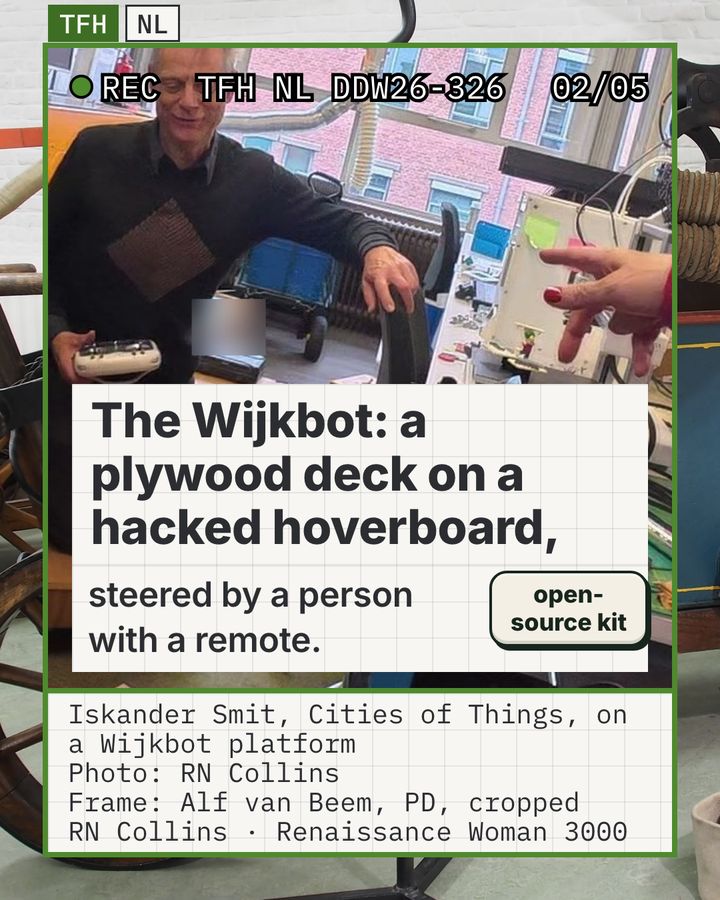 TFH NL
REC TFH NL DDW26-326 02/05
The Wijkbot: a
plywood deck on a
hacked hoverboard,
steered by a person
with a remote.
open-
source kit
Iskander Smit, Cities of Things, on
a Wijkbot platform
Photo: RN Collins
Frame: Alf van Beem, PD, cropped
RN Collins · Renaissance Woman 3000